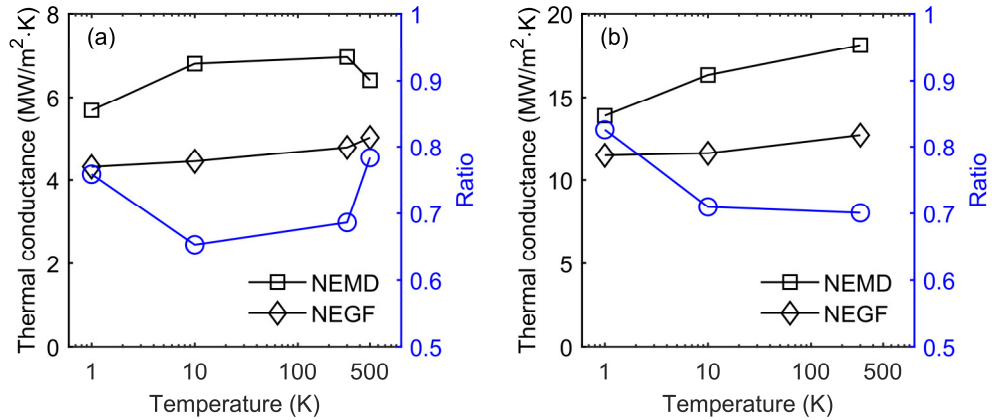 (a)
Thermal conductance (MW/m²·K)
8
6
4
2
0
1
0.9
0.8
0.7
0.6
0.5
Ratio
NEMD
NEGF
1
10
100
500
Temperature (K)
(b)
Thermal conductance (MW/m²·K)
20
15
10
5
0
1
0.9
0.8
0.7
0.6
0.5
Ratio
NEMD
NEGF
1
10
100
500
Temperature (K)